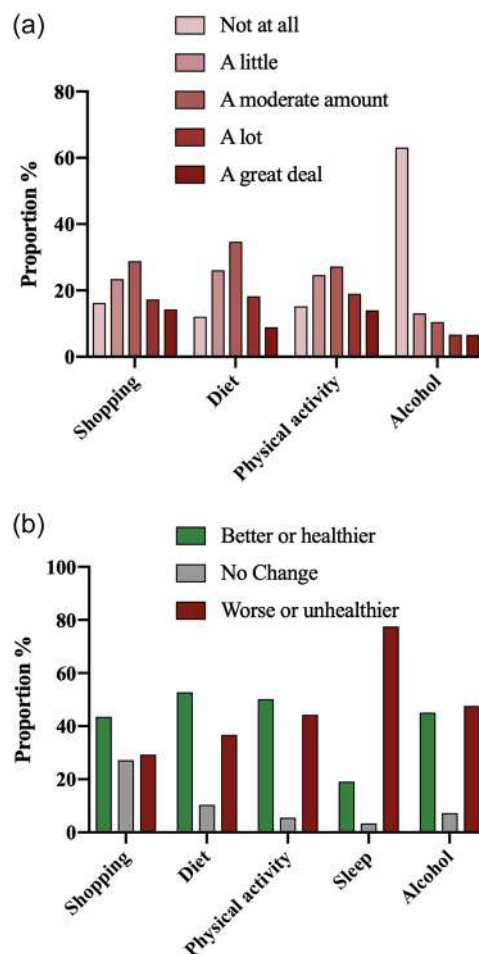 (a)
Not at all
A little
A moderate amount
A lot
A great deal
80
60
40
20
0
Proportion %
Shopping
Diet
Physical activity
Alcohol
(b)
Better or healthier
No Change
Worse or unhealthier
100
80
60
40
20
0
Proportion %
Shopping
Diet
Physical activity
Sleep
Alcohol